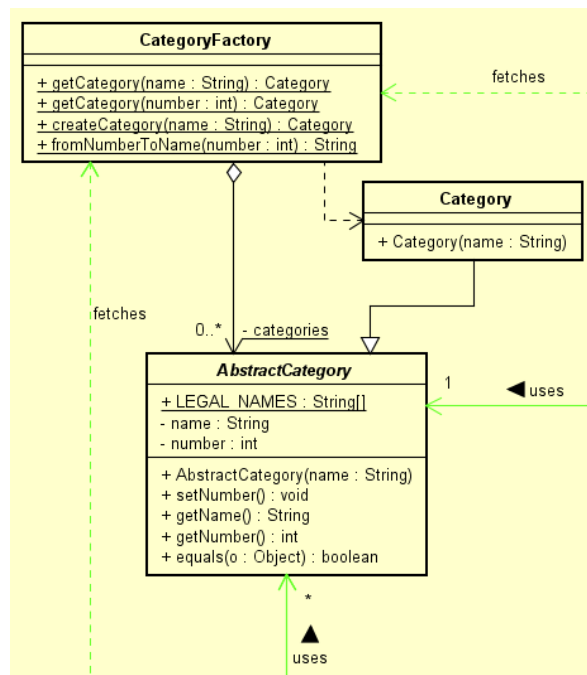 CategoryFactory
+ getCategory(name : String) : Category
+ getCategory(number : int) : Category
+ createCategory(name : String) : Category
+ fromNumberToName(number : int) : String
fetches
Category
+ Category(name : String)
fetches
0..* - categories
AbstractCategory
+ LEGAL_NAMES : String[]
- name : String
- number : int
+ AbstractCategory(name : String)
+ setNumber() : void
+ getName() : String
+ getNumber() : int
+ equals(o : Object) : boolean
1
uses
*
uses